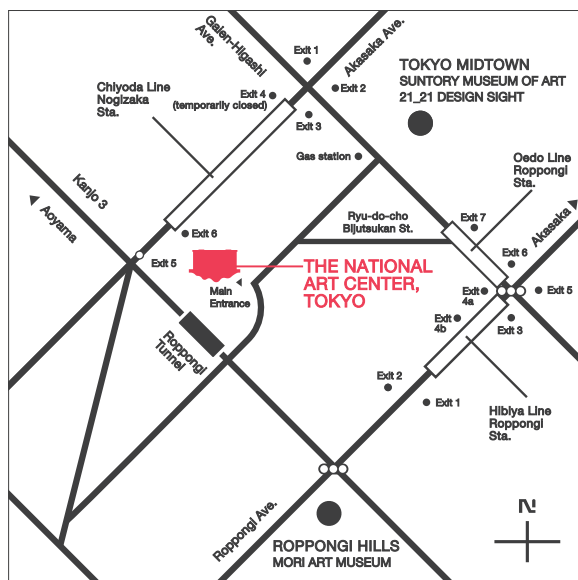 Gaien-Higashi
Ave.
Exit 1
Akasaka Ave.
Exit 2
TOKYO MIDTOWN
SUNTORY MUSEUM OF ART
21_21 DESIGN SIGHT
Chiyoda Line
Nogizaka
Sta.
Exit 4
(temporarily closed)
Exit 3
Gas station
Oedo Line
Roppongi
Sta.
Kanjo 3
Aoyama
Ryu-do-cho
Bijutsukan St.
Exit 7
Akasaka
Exit 6
Exit 5
THE NATIONAL
ART CENTER,
TOKYO
Main
Entrance
Exit 6
Exit
4a
Exit 5
Exit
4b
Exit 3
Roppongi
Tunnel
Exit 2
Exit 1
Hibiya Line
Roppongi
Sta.
Roppongi Ave.
ROPPONGI HILLS
MORI ART MUSEUM
N